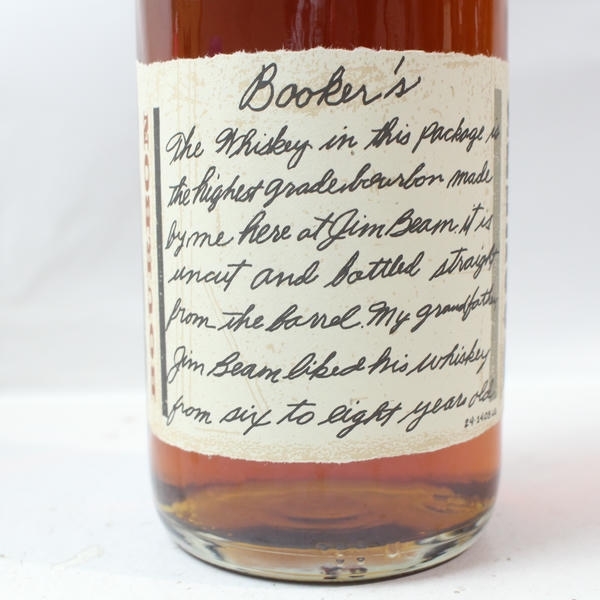 Booker's
The Whiskey in this package is
the highest grade bourbon made
by me here at Jim Beam. it is
uncut and bottled straight
from the barrel. My grandfather
Jim Beam liked his whiskey
from six to eight years old.
BOURBON